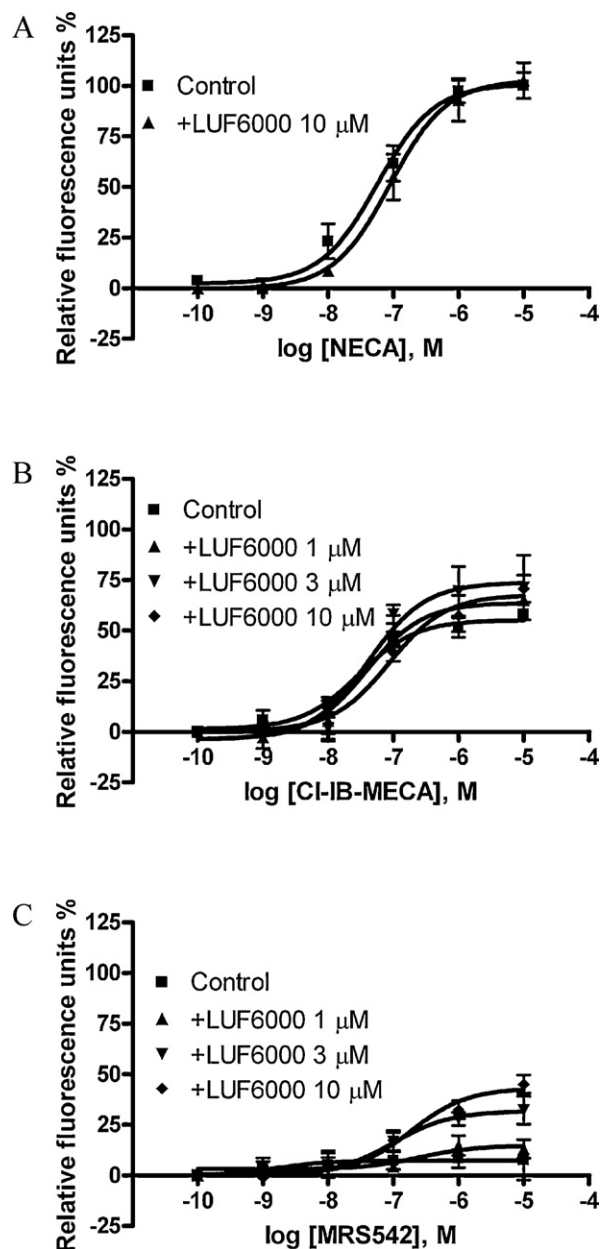 A
Relative fluorescence units %
125
100
75
50
25
0
-25
Control
+LUF6000 10 μM
-10 -9 -8 -7 -6 -5 -4
log [NECA], M
B
Relative fluorescence units %
125
100
75
50
25
0
-25
Control
+LUF6000 1 μM
+LUF6000 3 μM
+LUF6000 10 μM
-10 -9 -8 -7 -6 -5 -4
log [Cl-IB-MECA], M
C
Relative fluorescence units %
125
100
75
50
25
0
-25
Control
+LUF6000 1 μM
+LUF6000 3 μM
+LUF6000 10 μM
-10 -9 -8 -7 -6 -5 -4
log [MRS542], M